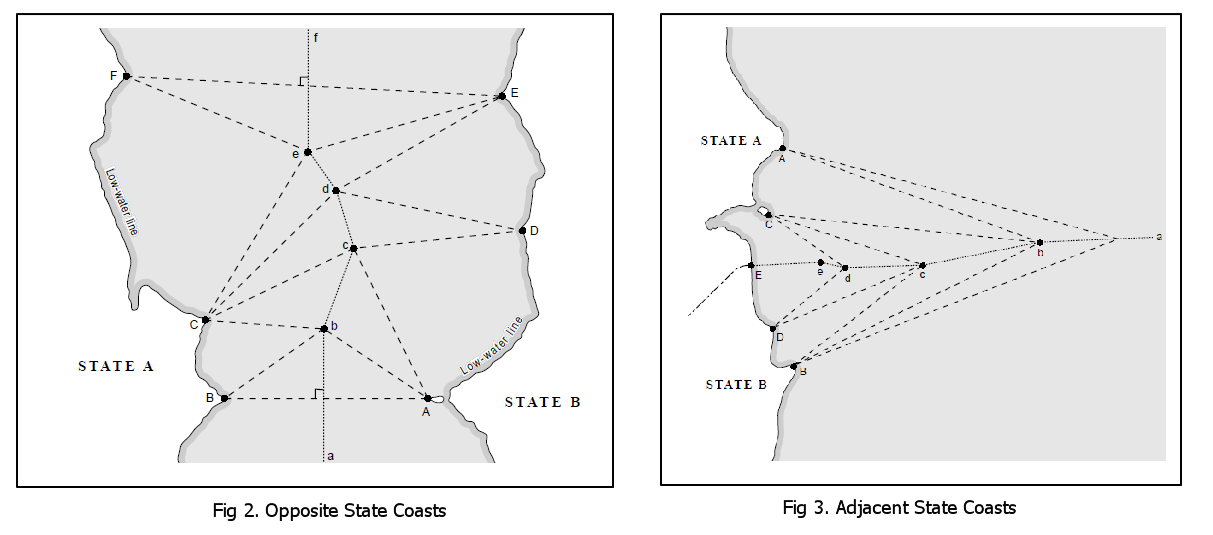 f
F
E
e
d
D
c
C
b
B
A
a
Low-water line
Low-water line
STATE A
STATE B
Fig 2. Opposite State Coasts
STATE A
A
C
a
b
E
e
d
c
D
B
STATE B
Fig 3. Adjacent State Coasts